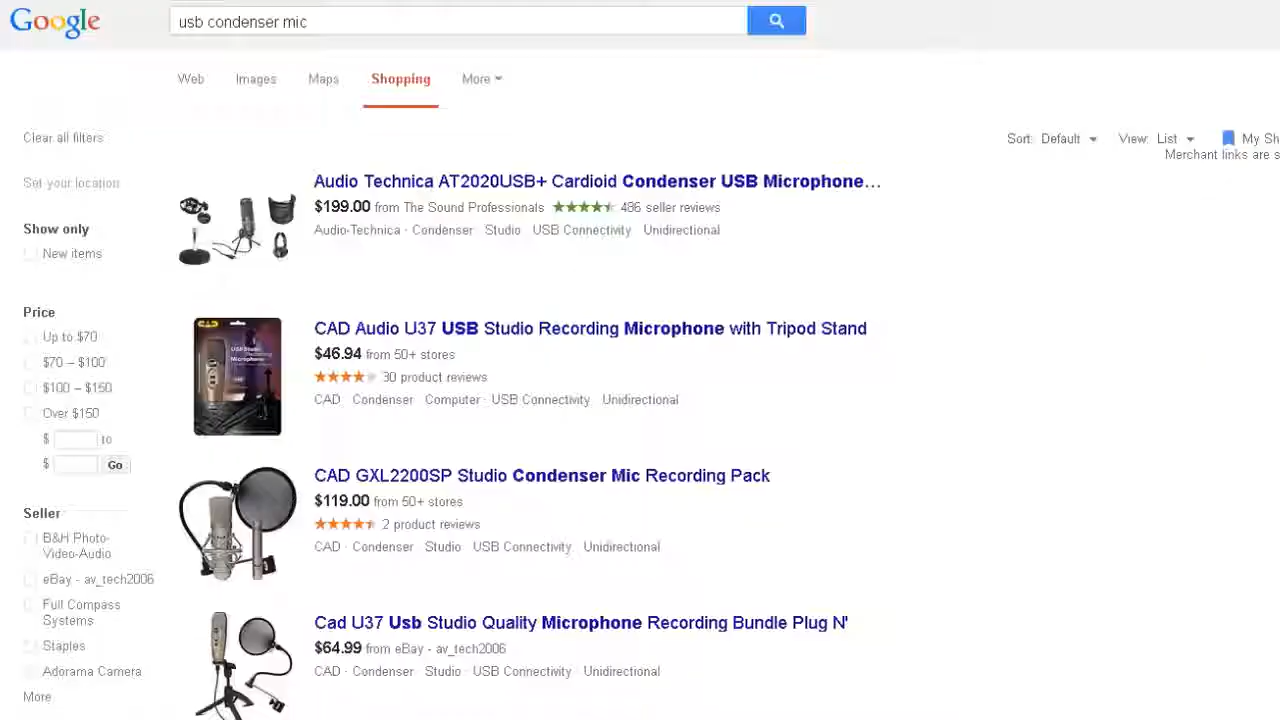 Google
usb condenser mic
Web Images Maps Shopping More
Clear all filters
Sort: Default View: List My Sh
Merchant links are s
Set your location
Show only
New items
Price
Up to $70
$70 – $100
$100 – $150
Over $150
$ to
$ Go
Seller
B&H Photo-
Video-Audio
eBay - av_tech2006
Full Compass
Systems
Staples
Adorama Camera
More
Audio Technica AT2020USB+ Cardioid Condenser USB Microphone…
$199.00 from The Sound Professionals 486 seller reviews
Audio-Technica · Condenser Studio USB Connectivity Unidirectional
CAD
USB Studio
Recording
Microphone
CAD Audio U37 USB Studio Recording Microphone with Tripod Stand
$46.94 from 50+ stores
30 product reviews
CAD Condenser Computer · USB Connectivity Unidirectional
CAD GXL2200SP Studio Condenser Mic Recording Pack
$119.00 from 50+ stores
2 product reviews
CAD · Condenser Studio USB Connectivity Unidirectional
Cad U37 Usb Studio Quality Microphone Recording Bundle Plug N'
$64.99 from eBay - av_tech2006
CAD · Condenser Studio USB Connectivity Unidirectional